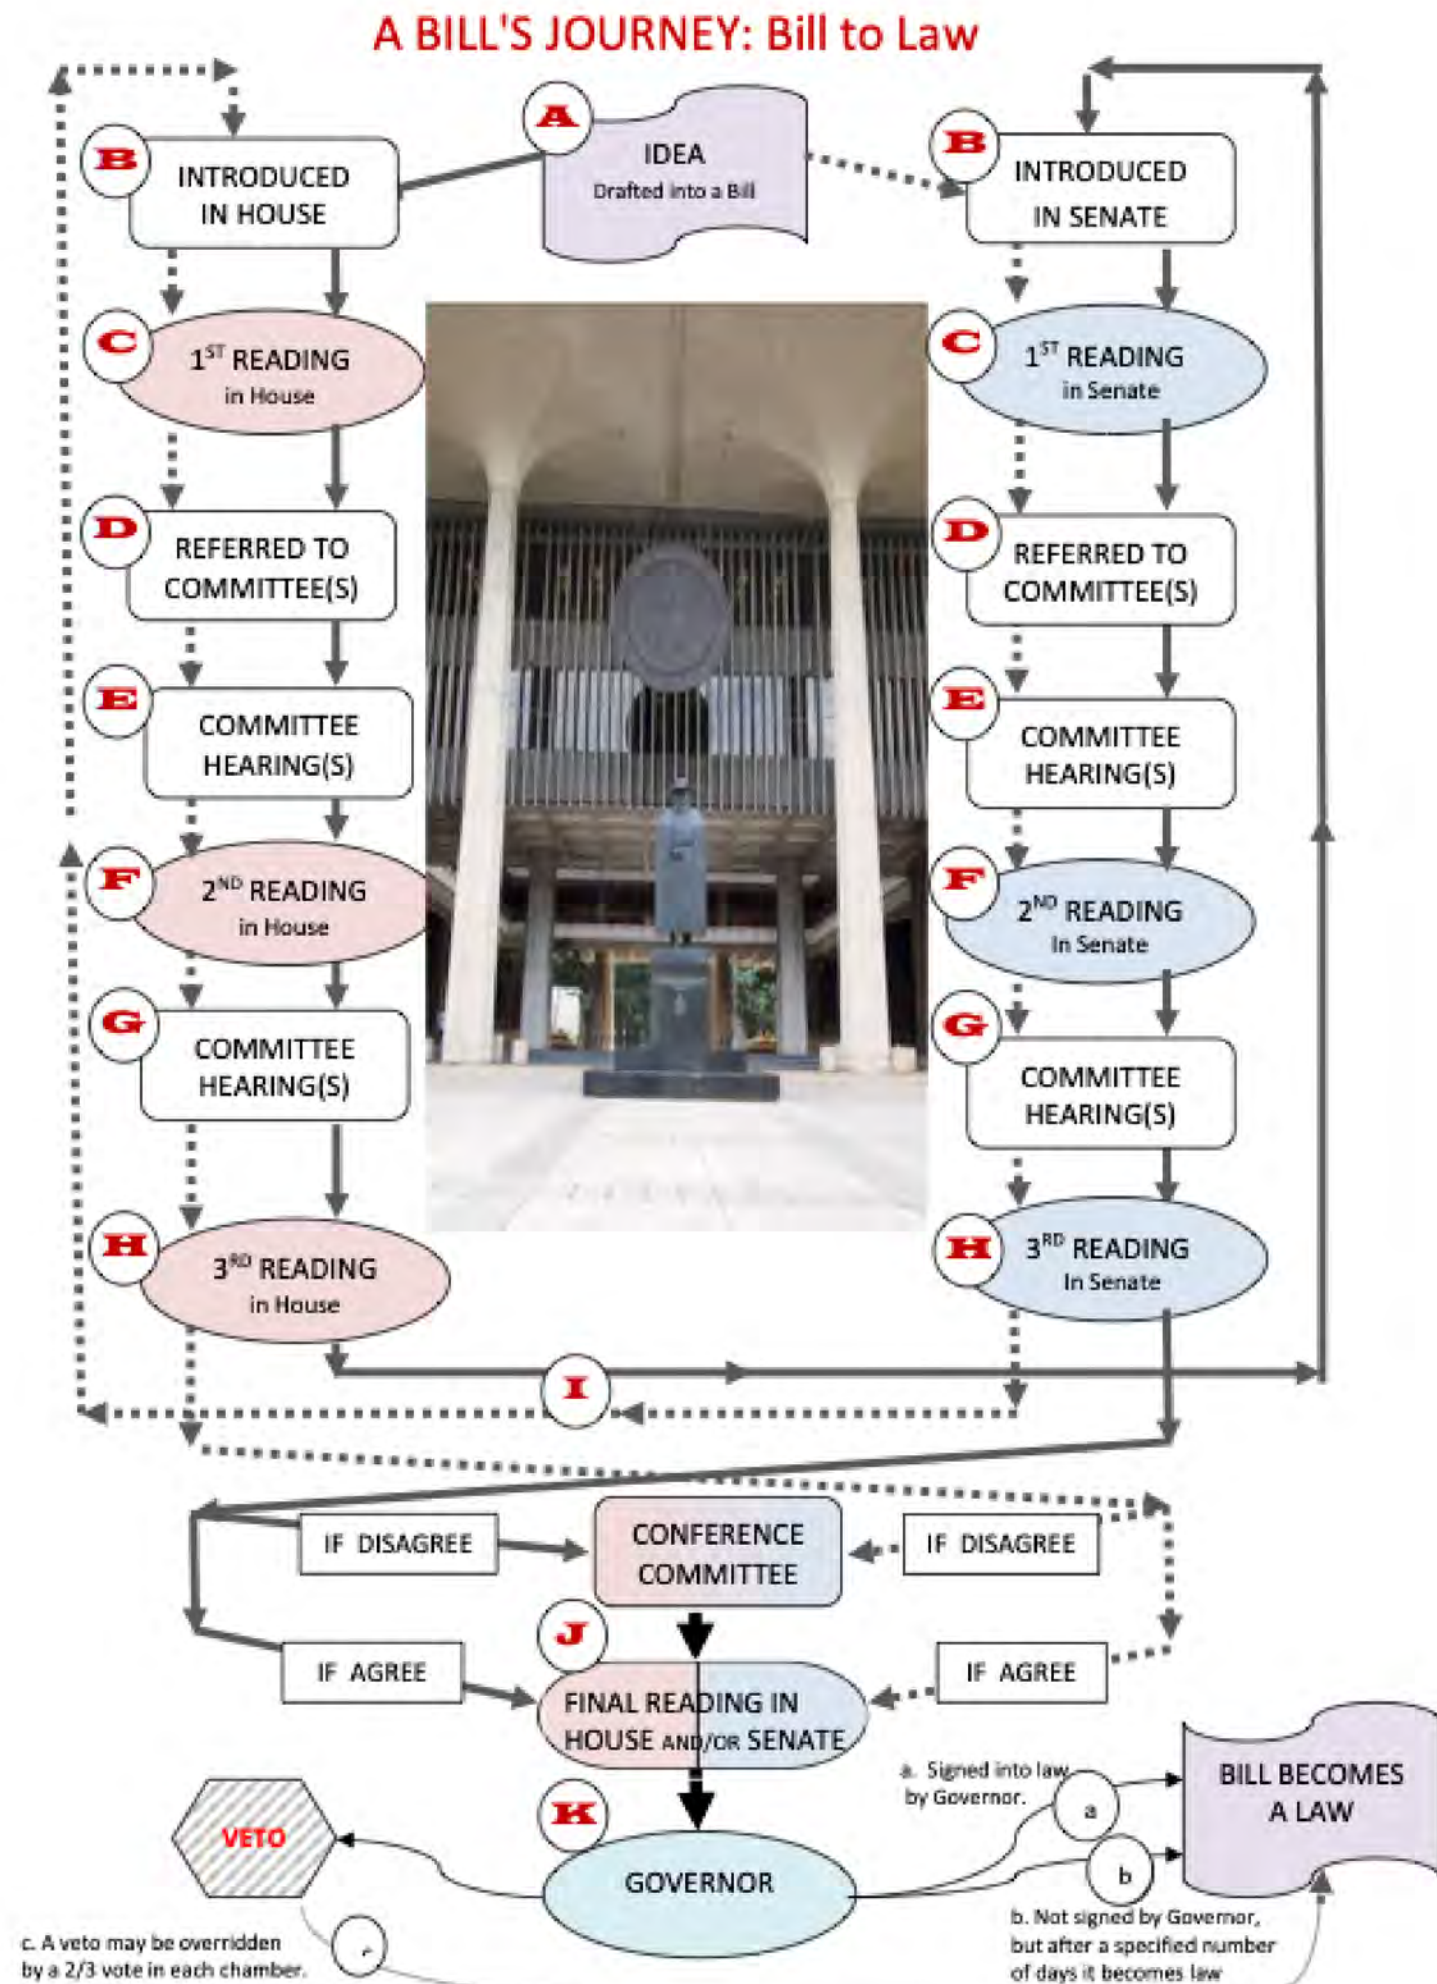 A BILL'S JOURNEY: Bill to Law
A
IDEA
Drafted into a Bill
B
INTRODUCED
IN HOUSE
C
1ST READING
in House
D
REFERRED TO
COMMITTEE(S)
E
COMMITTEE
HEARING(S)
F
2ND READING
in House
G
COMMITTEE
HEARING(S)
H
3RD READING
in House
B
INTRODUCED
IN SENATE
C
1ST READING
in Senate
D
REFERRED TO
COMMITTEE(S)
E
COMMITTEE
HEARING(S)
F
2ND READING
In Senate
G
COMMITTEE
HEARING(S)
H
3RD READING
In Senate
I
IF DISAGREE
CONFERENCE
COMMITTEE
IF DISAGREE
J
IF AGREE
FINAL READING IN
HOUSE AND/OR SENATE
IF AGREE
K
GOVERNOR
VETO
a. Signed into law
by Governor.
a
b
BILL BECOMES
A LAW
b. Not signed by Governor,
but after a specified number
of days it becomes law
c. A veto may be overridden
by a 2/3 vote in each chamber.